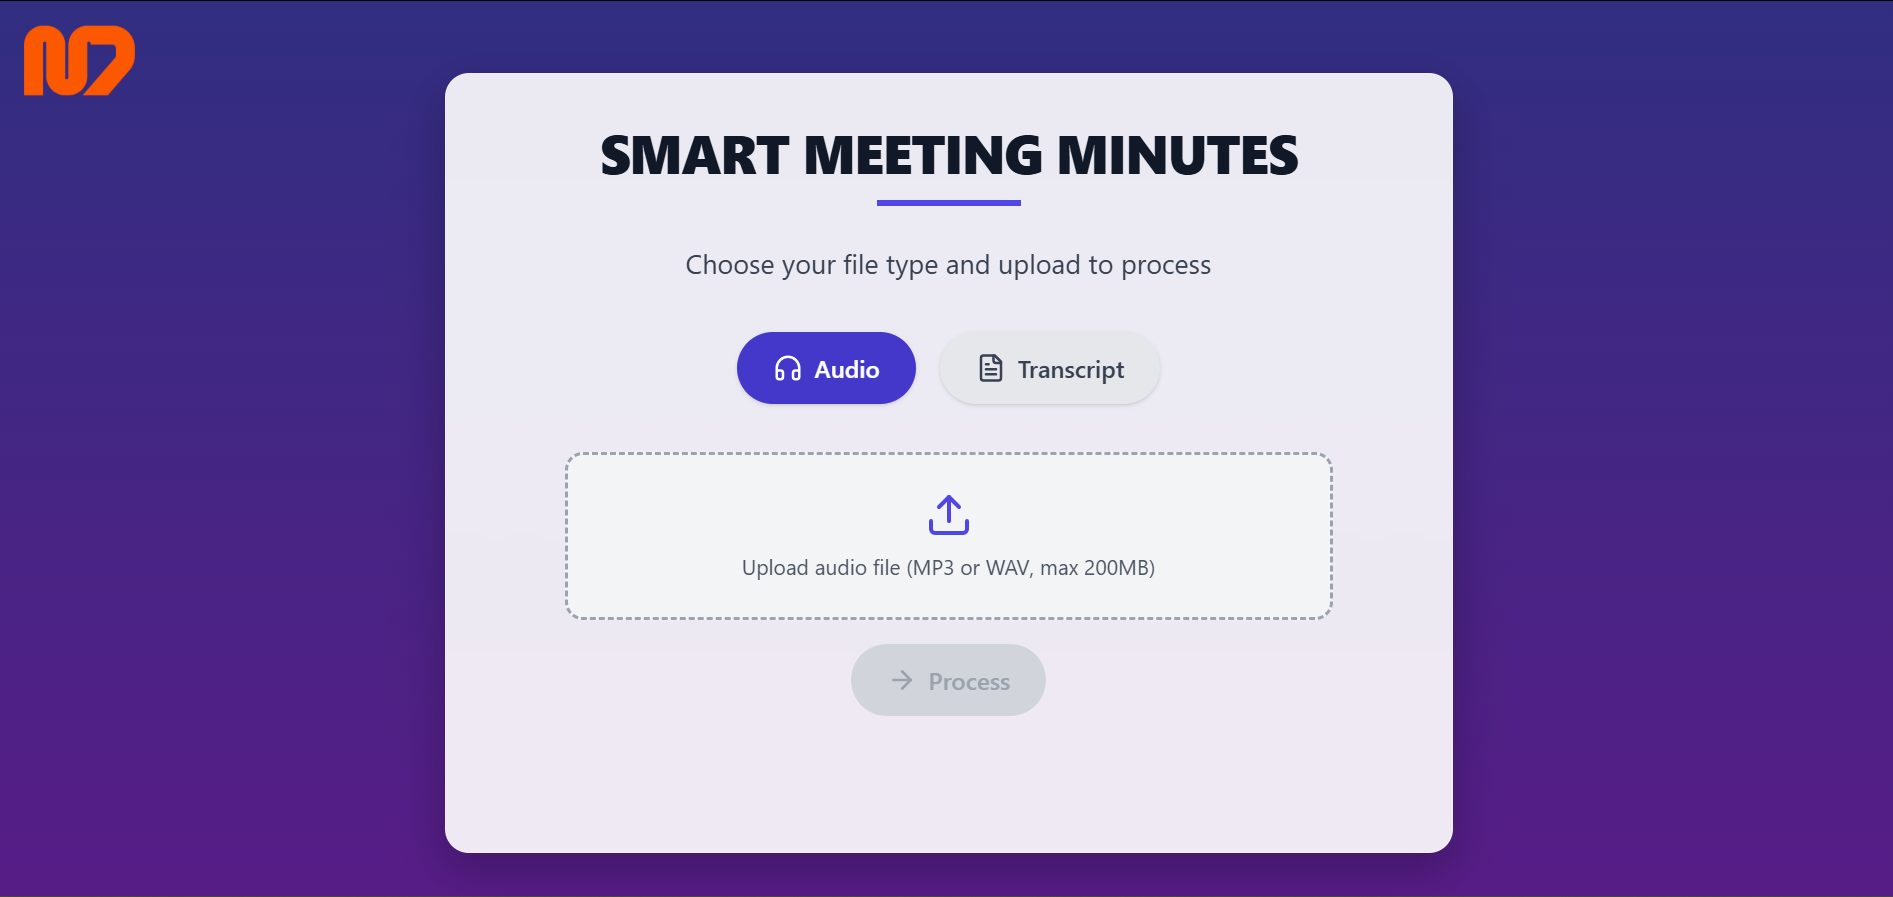 N7
SMART MEETING MINUTES
Choose your file type and upload to process
Audio
Transcript
Upload audio file (MP3 or WAV, max 200MB)
Process